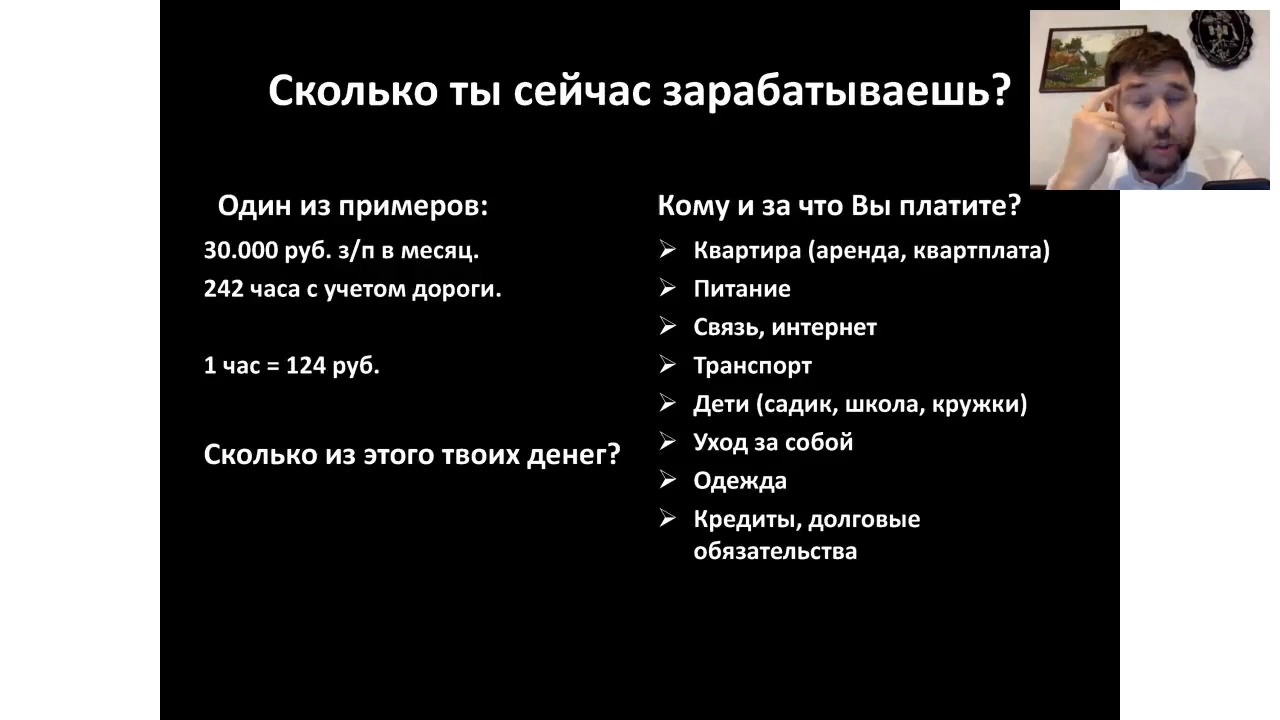 Сколько ты сейчас зарабатываешь?
Один из примеров:
30.000 руб. з/п в месяц.
242 часа с учетом дороги.
1 час = 124 руб.
Сколько из этого твоих денег?
Кому и за что Вы платите?
Квартира (аренда, квартплата)
Питание
Связь, интернет
Транспорт
Дети (садик, школа, кружки)
Уход за собой
Одежда
Кредиты, долговые
обязательства